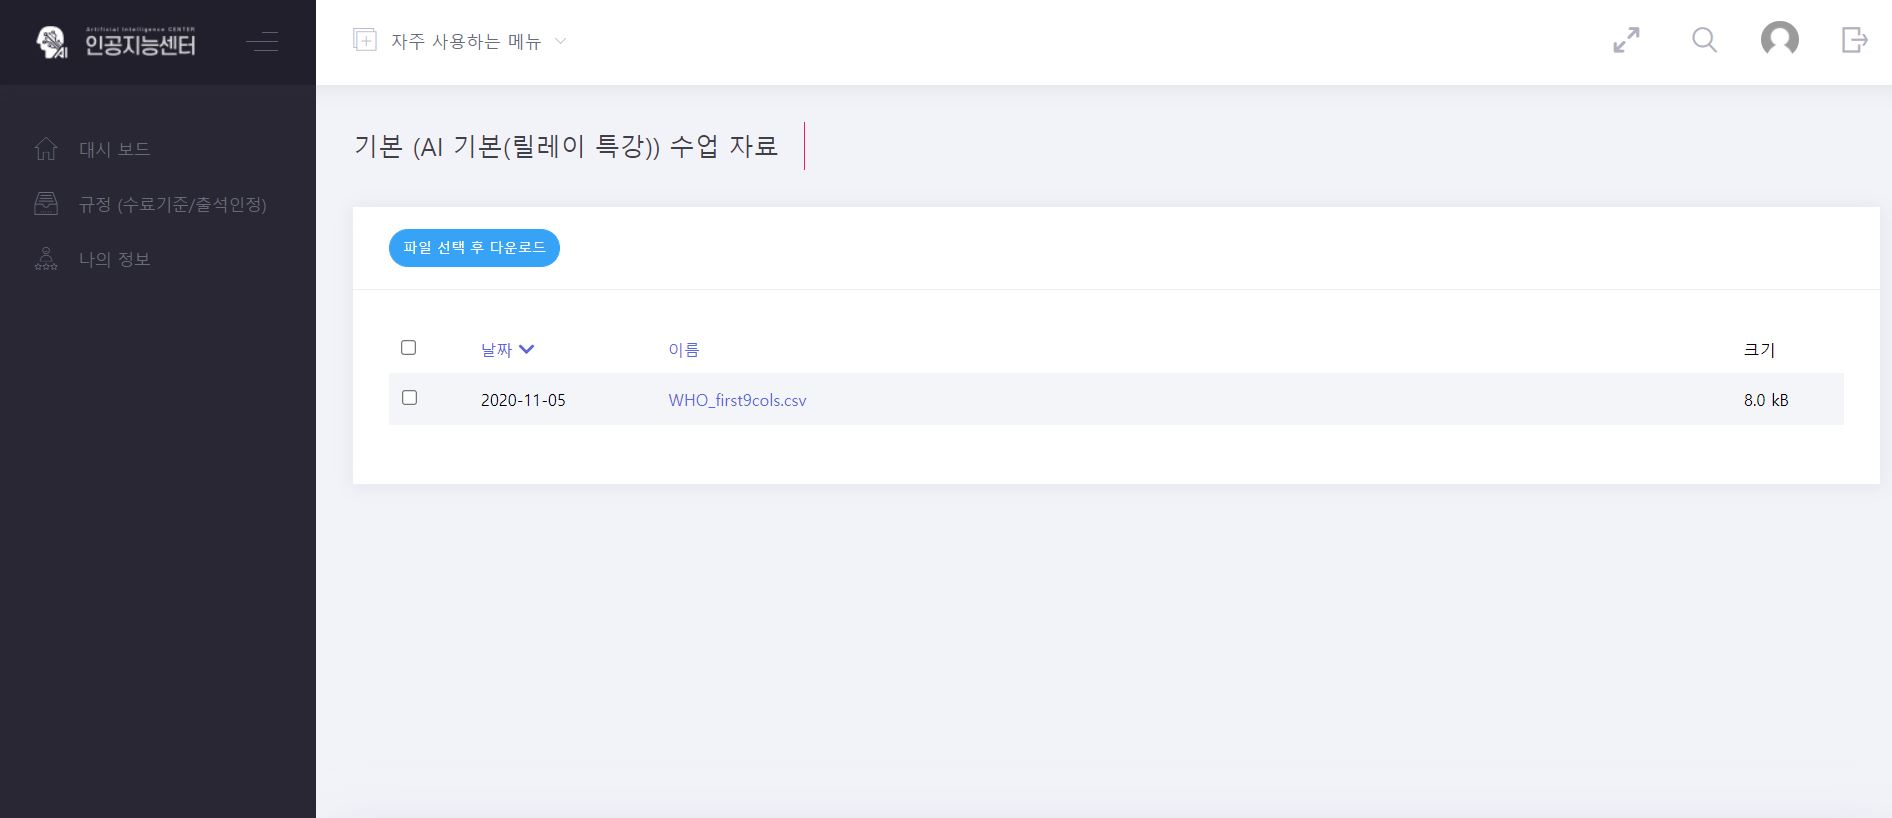 Artificial Intelligence CENTER
인공지능센터
AI
자주 사용하는 메뉴
대시 보드
규정 (수료기준/출석인정)
나의 정보
기본 (AI 기본(릴레이 특강)) 수업 자료
파일 선택 후 다운로드
날짜 이름 크기
2020-11-05 WHO_first9cols.csv 8.0 kB